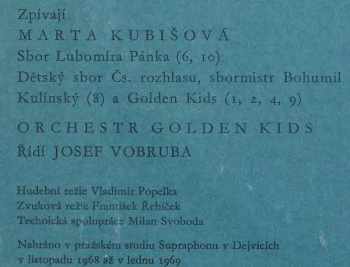 Zpívají
MARTA KUBIŠOVÁ
Sbor Lubomíra Pánka (6, 10)
Dětský sbor Čs. rozhlasu, sbormistr Bohumil
Kulínský (8) a Golden Kids (1, 2, 4, 9)
ORCHESTR GOLDEN KIDS
Řídí JOSEF VOBRUBA
Hudební režie Vladimír Popelka
Zvuková režie František Řebíček
Technická spolupráce Milan Svoboda
Nahráno v pražském studiu Supraphonu v Dejvicích
v listopadu 1968 až v lednu 1969